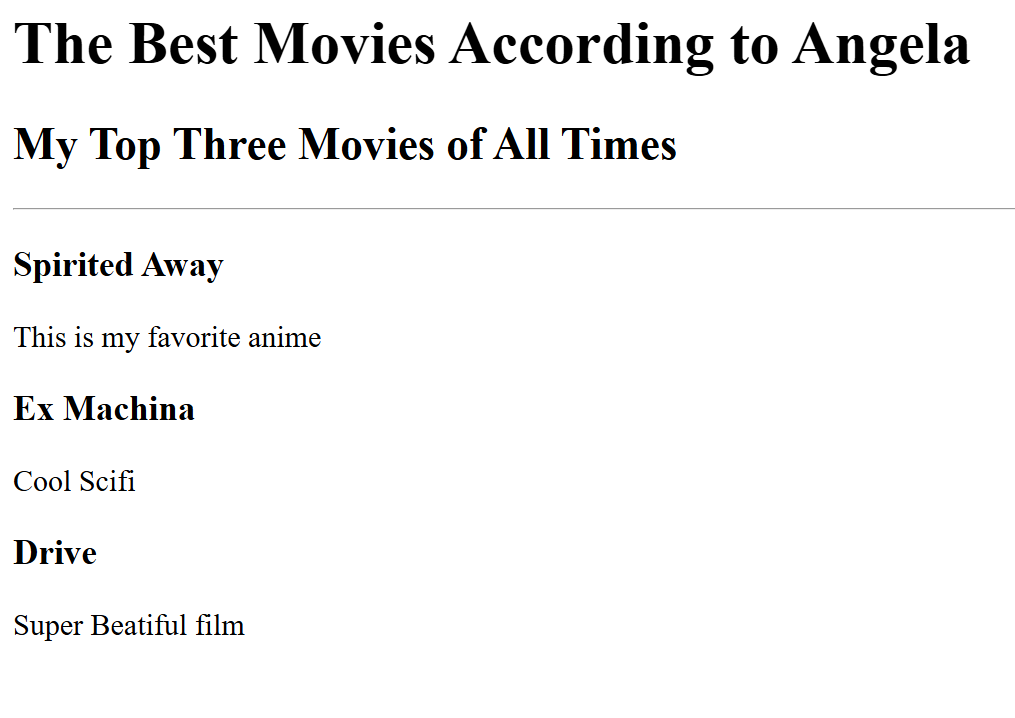 The Best Movies According to Angela
My Top Three Movies of All Times
Spirited Away
This is my favorite anime
Ex Machina
Cool Scifi
Drive
Super Beatiful film